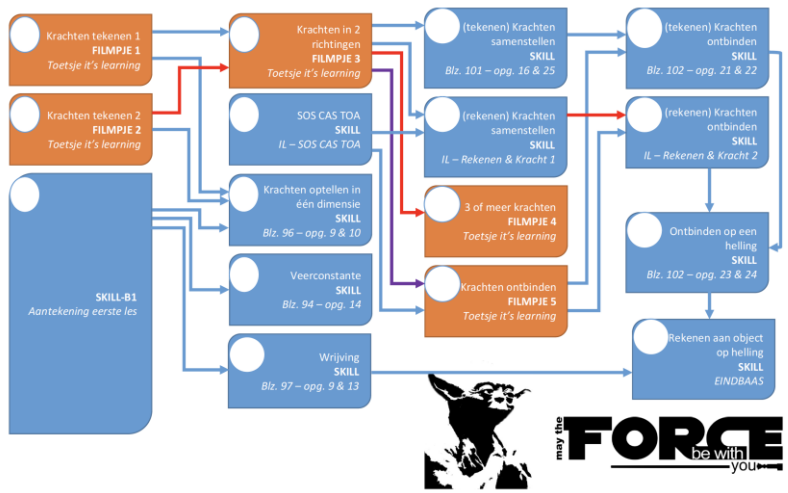 Krachten tekenen 1
FILMPJE 1
Toetsje it's learning
Krachten tekenen 2
FILMPJE 2
Toetsje it's learning
SKILL-B1
Aantekening eerste les
Krachten in 2
richtingen
FILMPJE 3
Toetsje it's learning
SOS CAS TOA
SKILL
IL – SOS CAS TOA
Krachten optellen in
één dimensie
SKILL
Blz. 96 – opg. 9 & 10
Veerconstante
SKILL
Blz. 94 – opg. 14
Wrijving
SKILL
Blz. 97 – opg. 9 & 13
(tekenen) Krachten
samenstellen
SKILL
Blz. 101 – opg. 16 & 25
(rekenen) Krachten
samenstellen
SKILL
IL – Rekenen & Kracht 1
3 of meer krachten
FILMPJE 4
Toetsje it's learning
Krachten ontbinden
FILMPJE 5
Toetsje it's learning
(tekenen) Krachten
ontbinden
SKILL
Blz. 102 – opg. 21 & 22
(rekenen) Krachten
ontbinden
SKILL
IL – Rekenen & Kracht 2
Ontbinden op een
helling
SKILL
Blz. 102 – opg. 23 & 24
Rekenen aan object
op helling
SKILL
EINDBAAS
may the
FORCE
be with
you